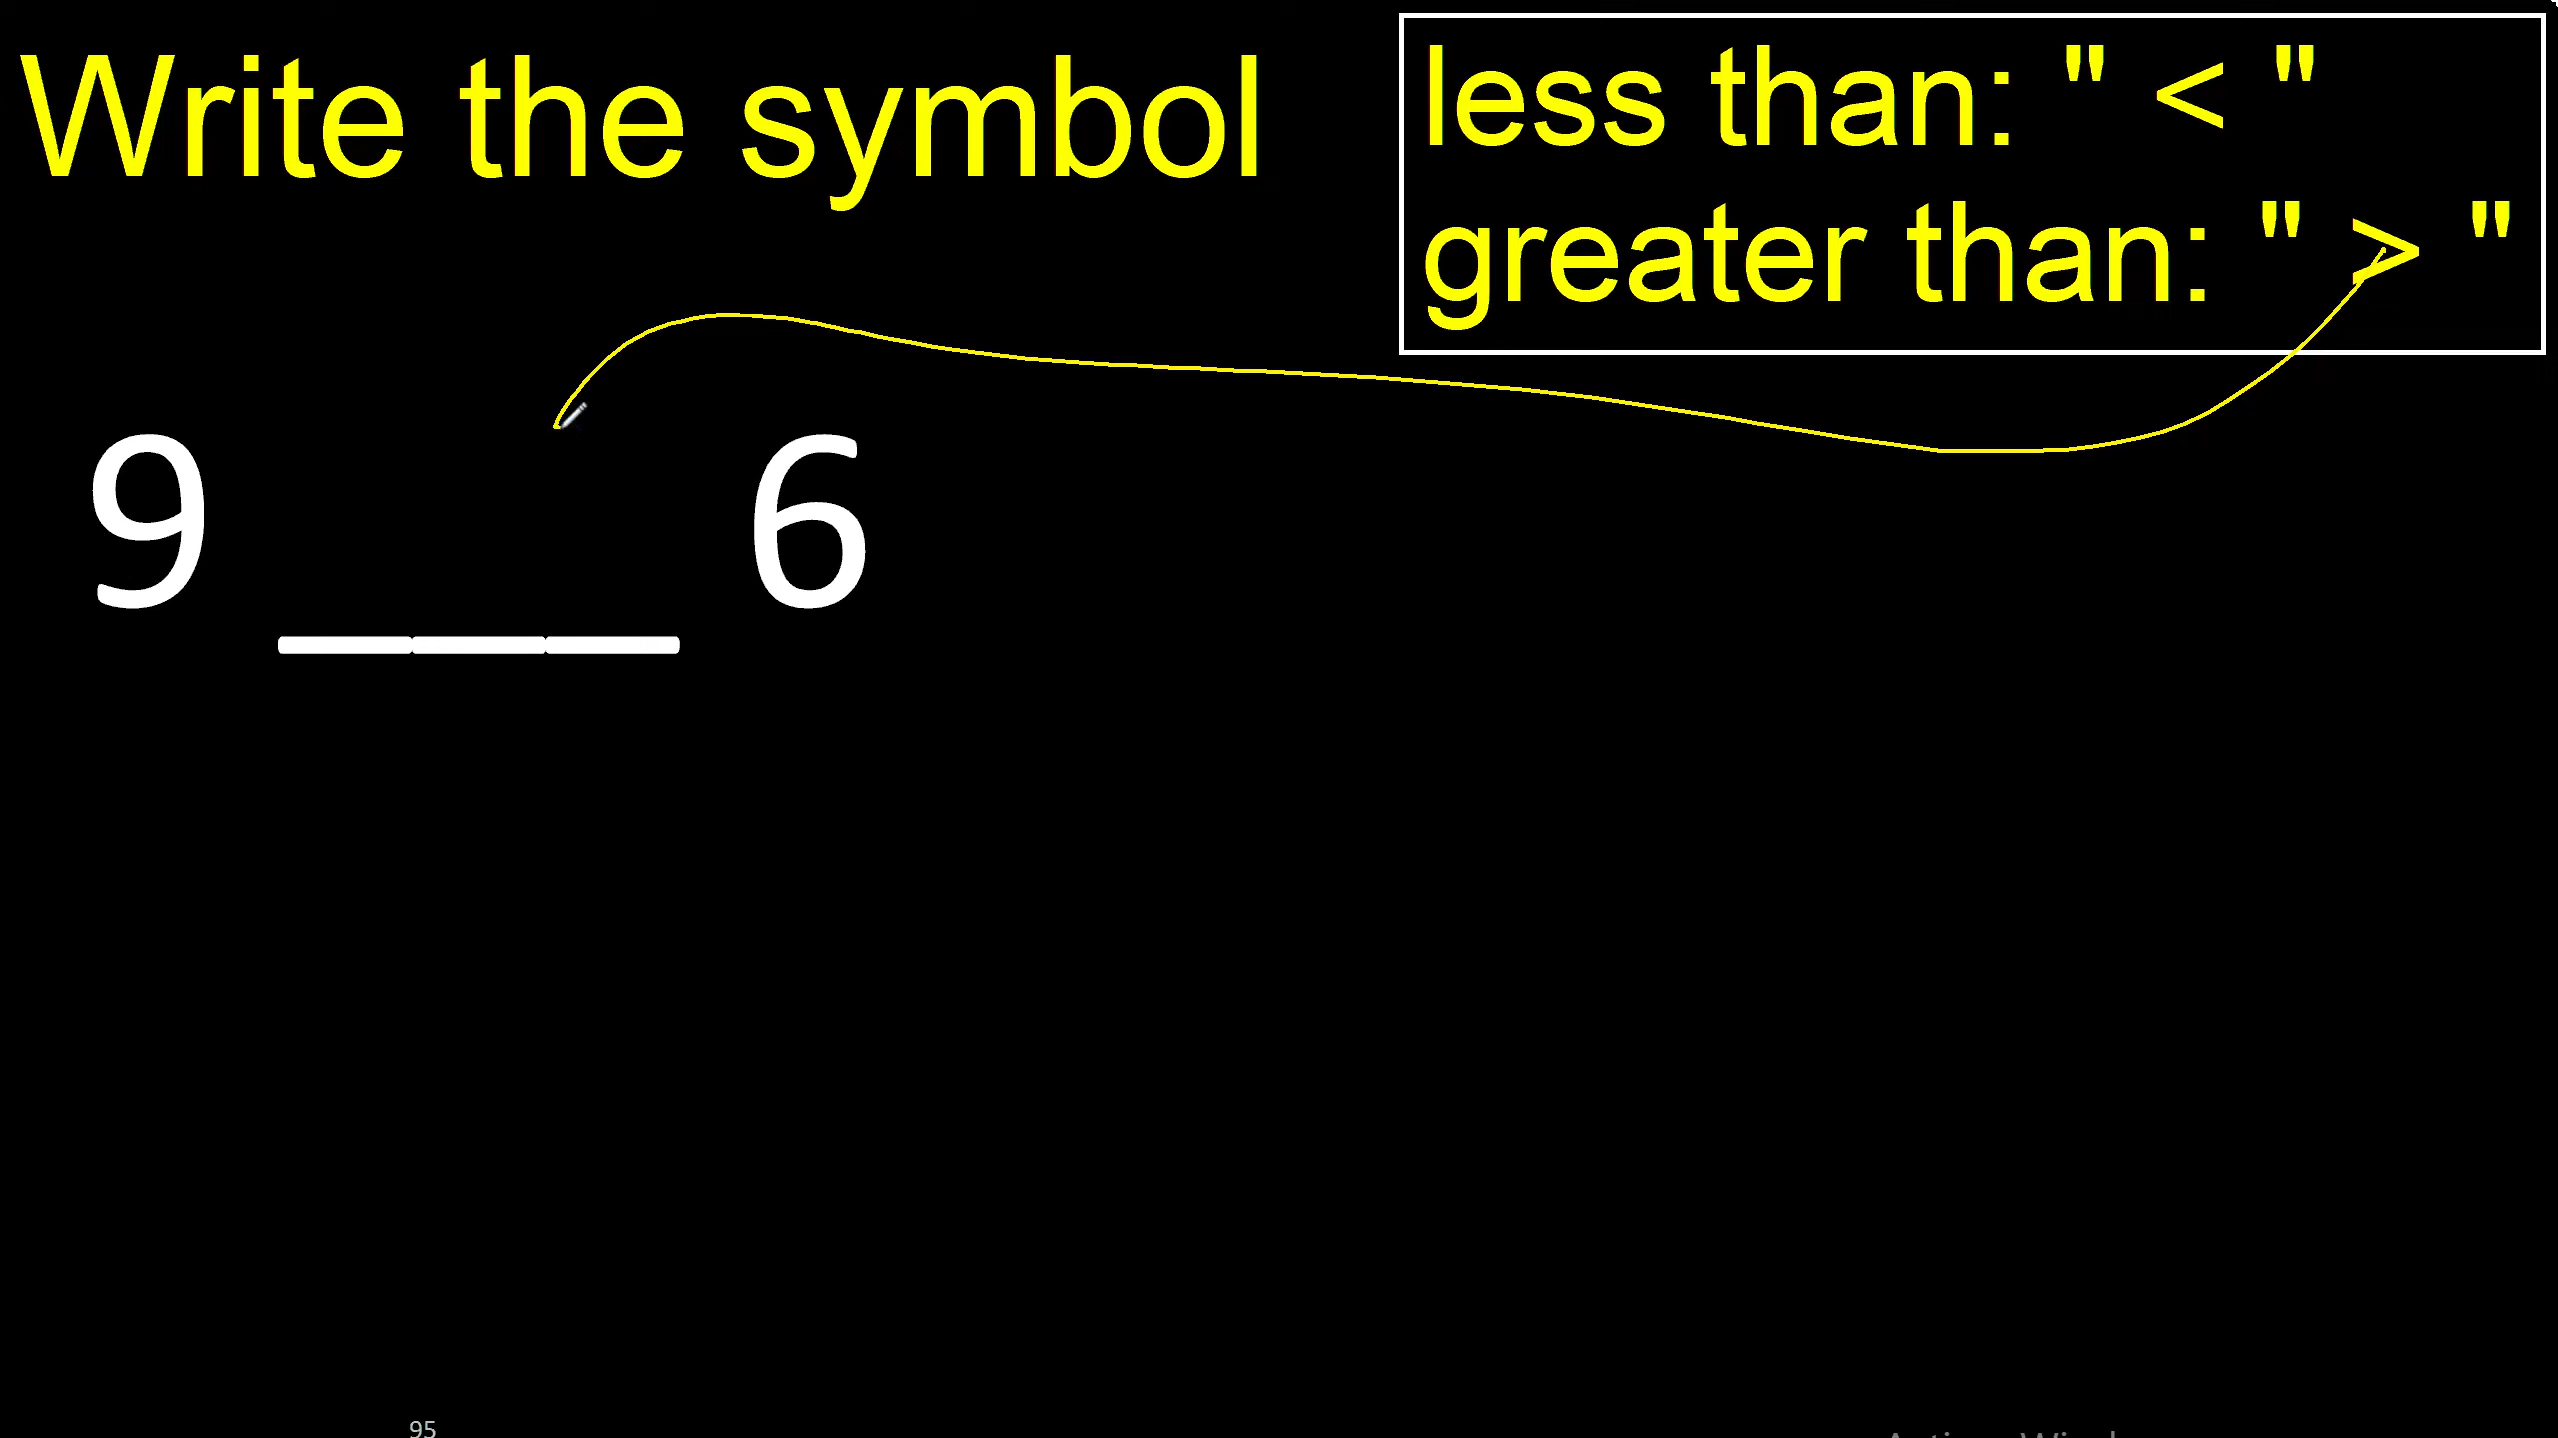 Write the symbol
less than: " < "
greater than: " > "
9 ___ 6
95